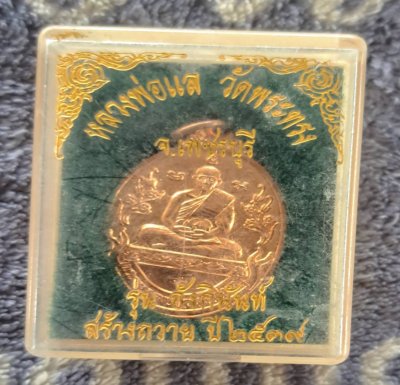 หลวงพ่อแล วัดพระทรง
จ.เพชรบุรี
รุ่น
สร้างถวาย ปี๒๕๓๙